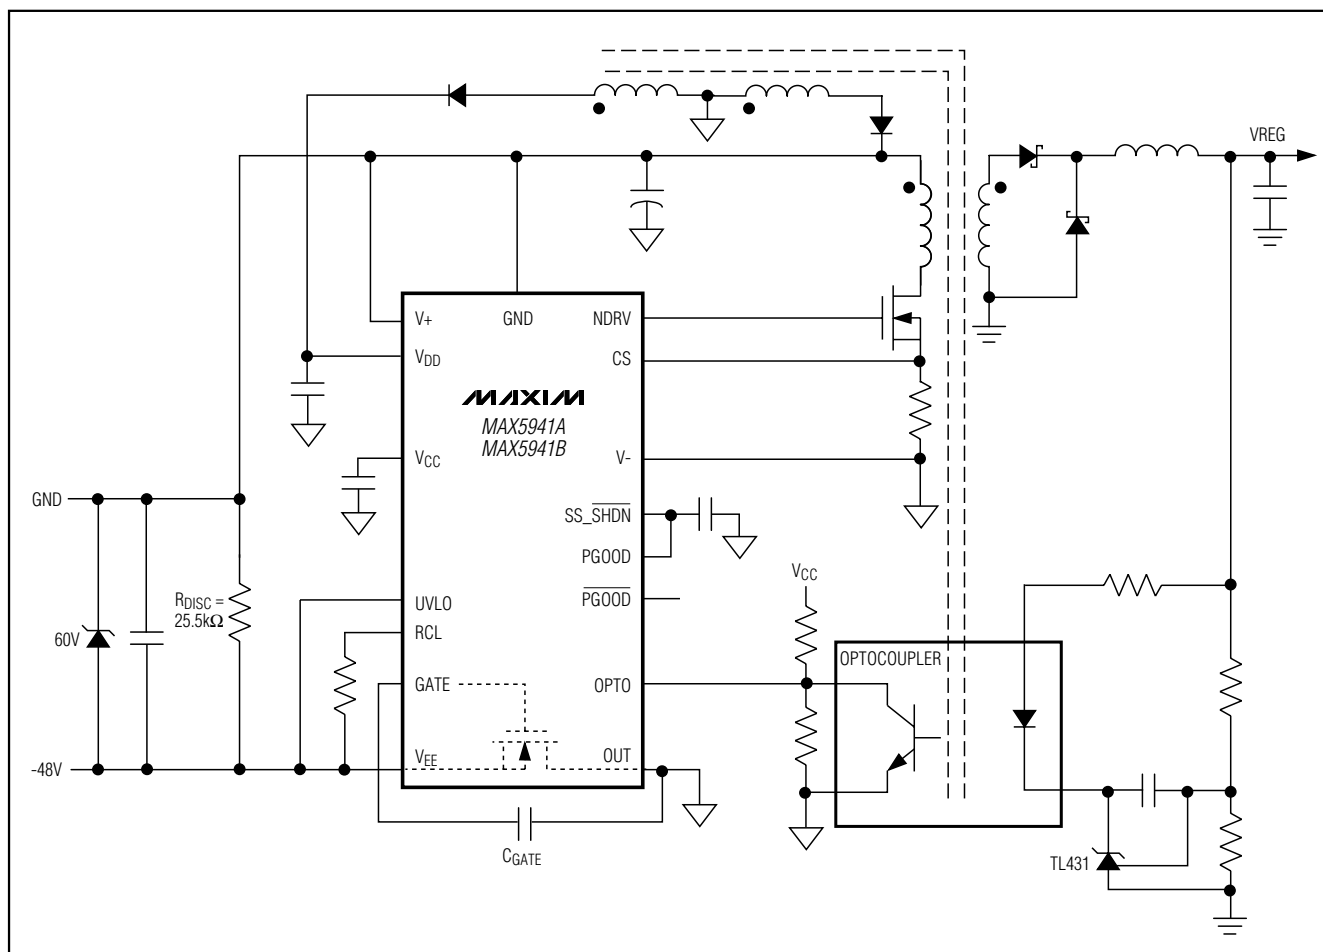 VREG
V+
GND
NDRV
VDD
CS
MAXIM
MAX5941A
MAX5941B
VCC
V-
GND
SS_SHDN
PGOOD
VCC
RDISC =
25.5kΩ
UVLO
PGOOD
60V
RCL
OPTOCOUPLER
GATE
OPTO
-48V
VEE
OUT
CGATE
TL431